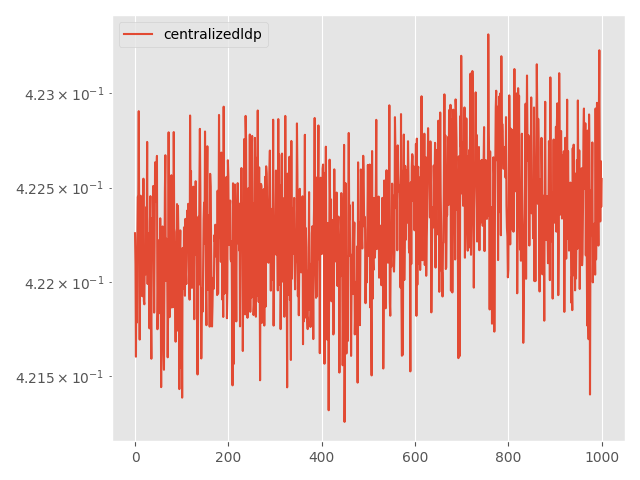 centralizedldp
4.23 × 10⁻¹
4.225 × 10⁻¹
4.22 × 10⁻¹
4.215 × 10⁻¹
0 200 400 600 800 1000